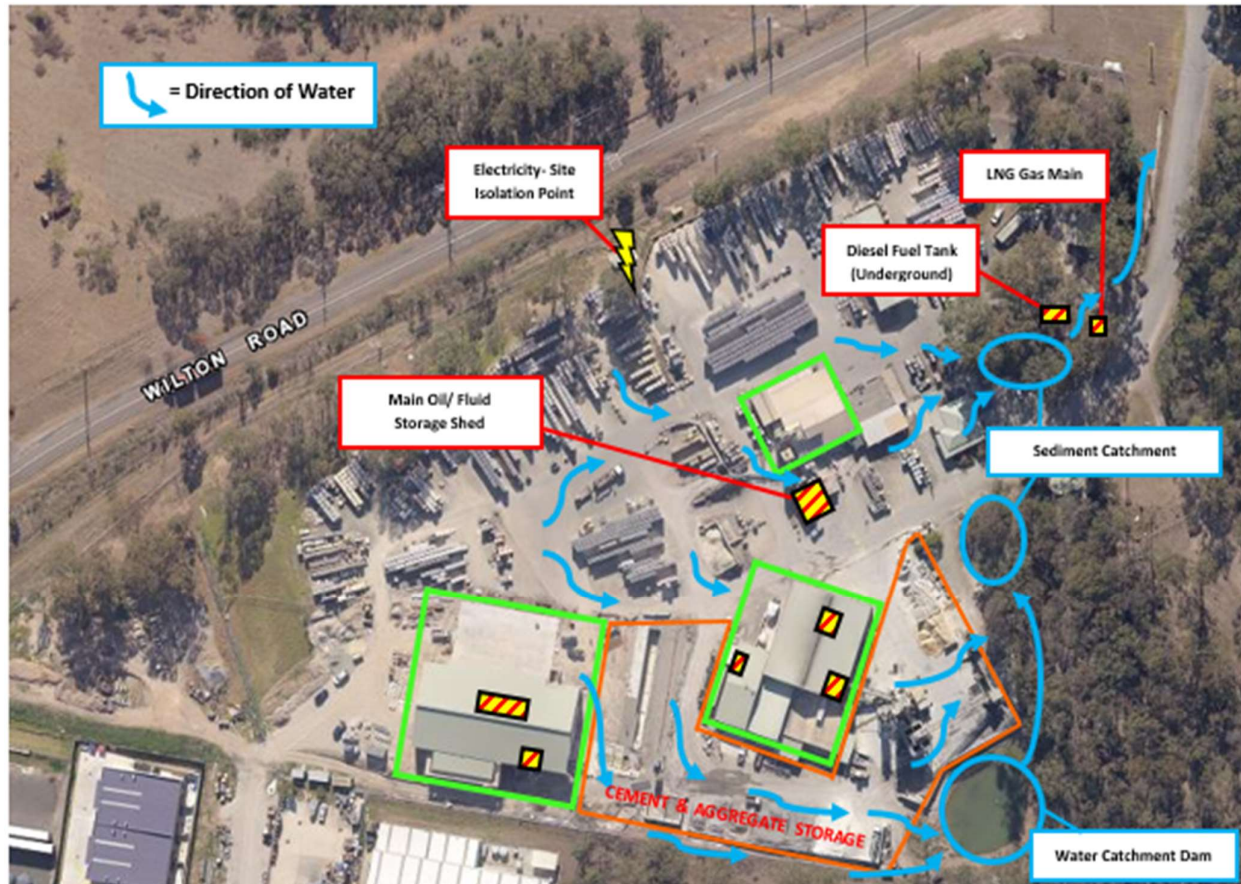 = Direction of Water
Electricity- Site
Isolation Point
LNG Gas Main
Diesel Fuel Tank
(Underground)
WILTON ROAD
Main Oil/ Fluid
Storage Shed
Sediment Catchment
CEMENT & AGGREGATE STORAGE
Water Catchment Dam